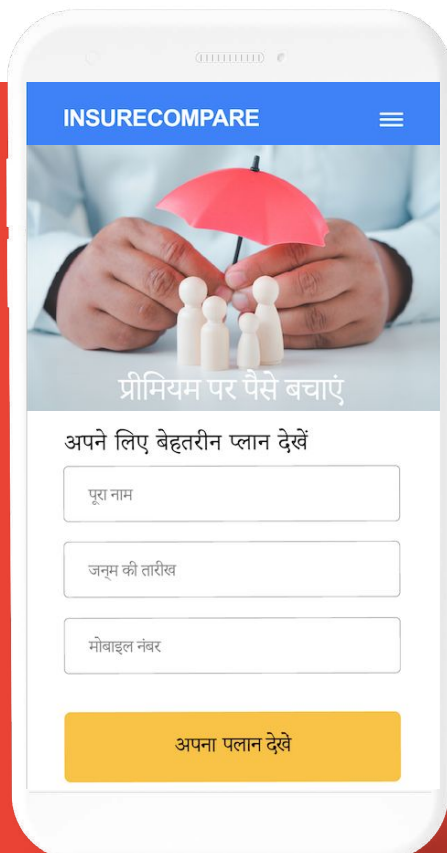 INSURECOMPARE
प्रीमियम पर पैसे बचाएं
अपने लिए बेहतरीन प्लान देखें
पूरा नाम
जन्म की तारीख
मोबाइल नंबर
अपना पलान देखें